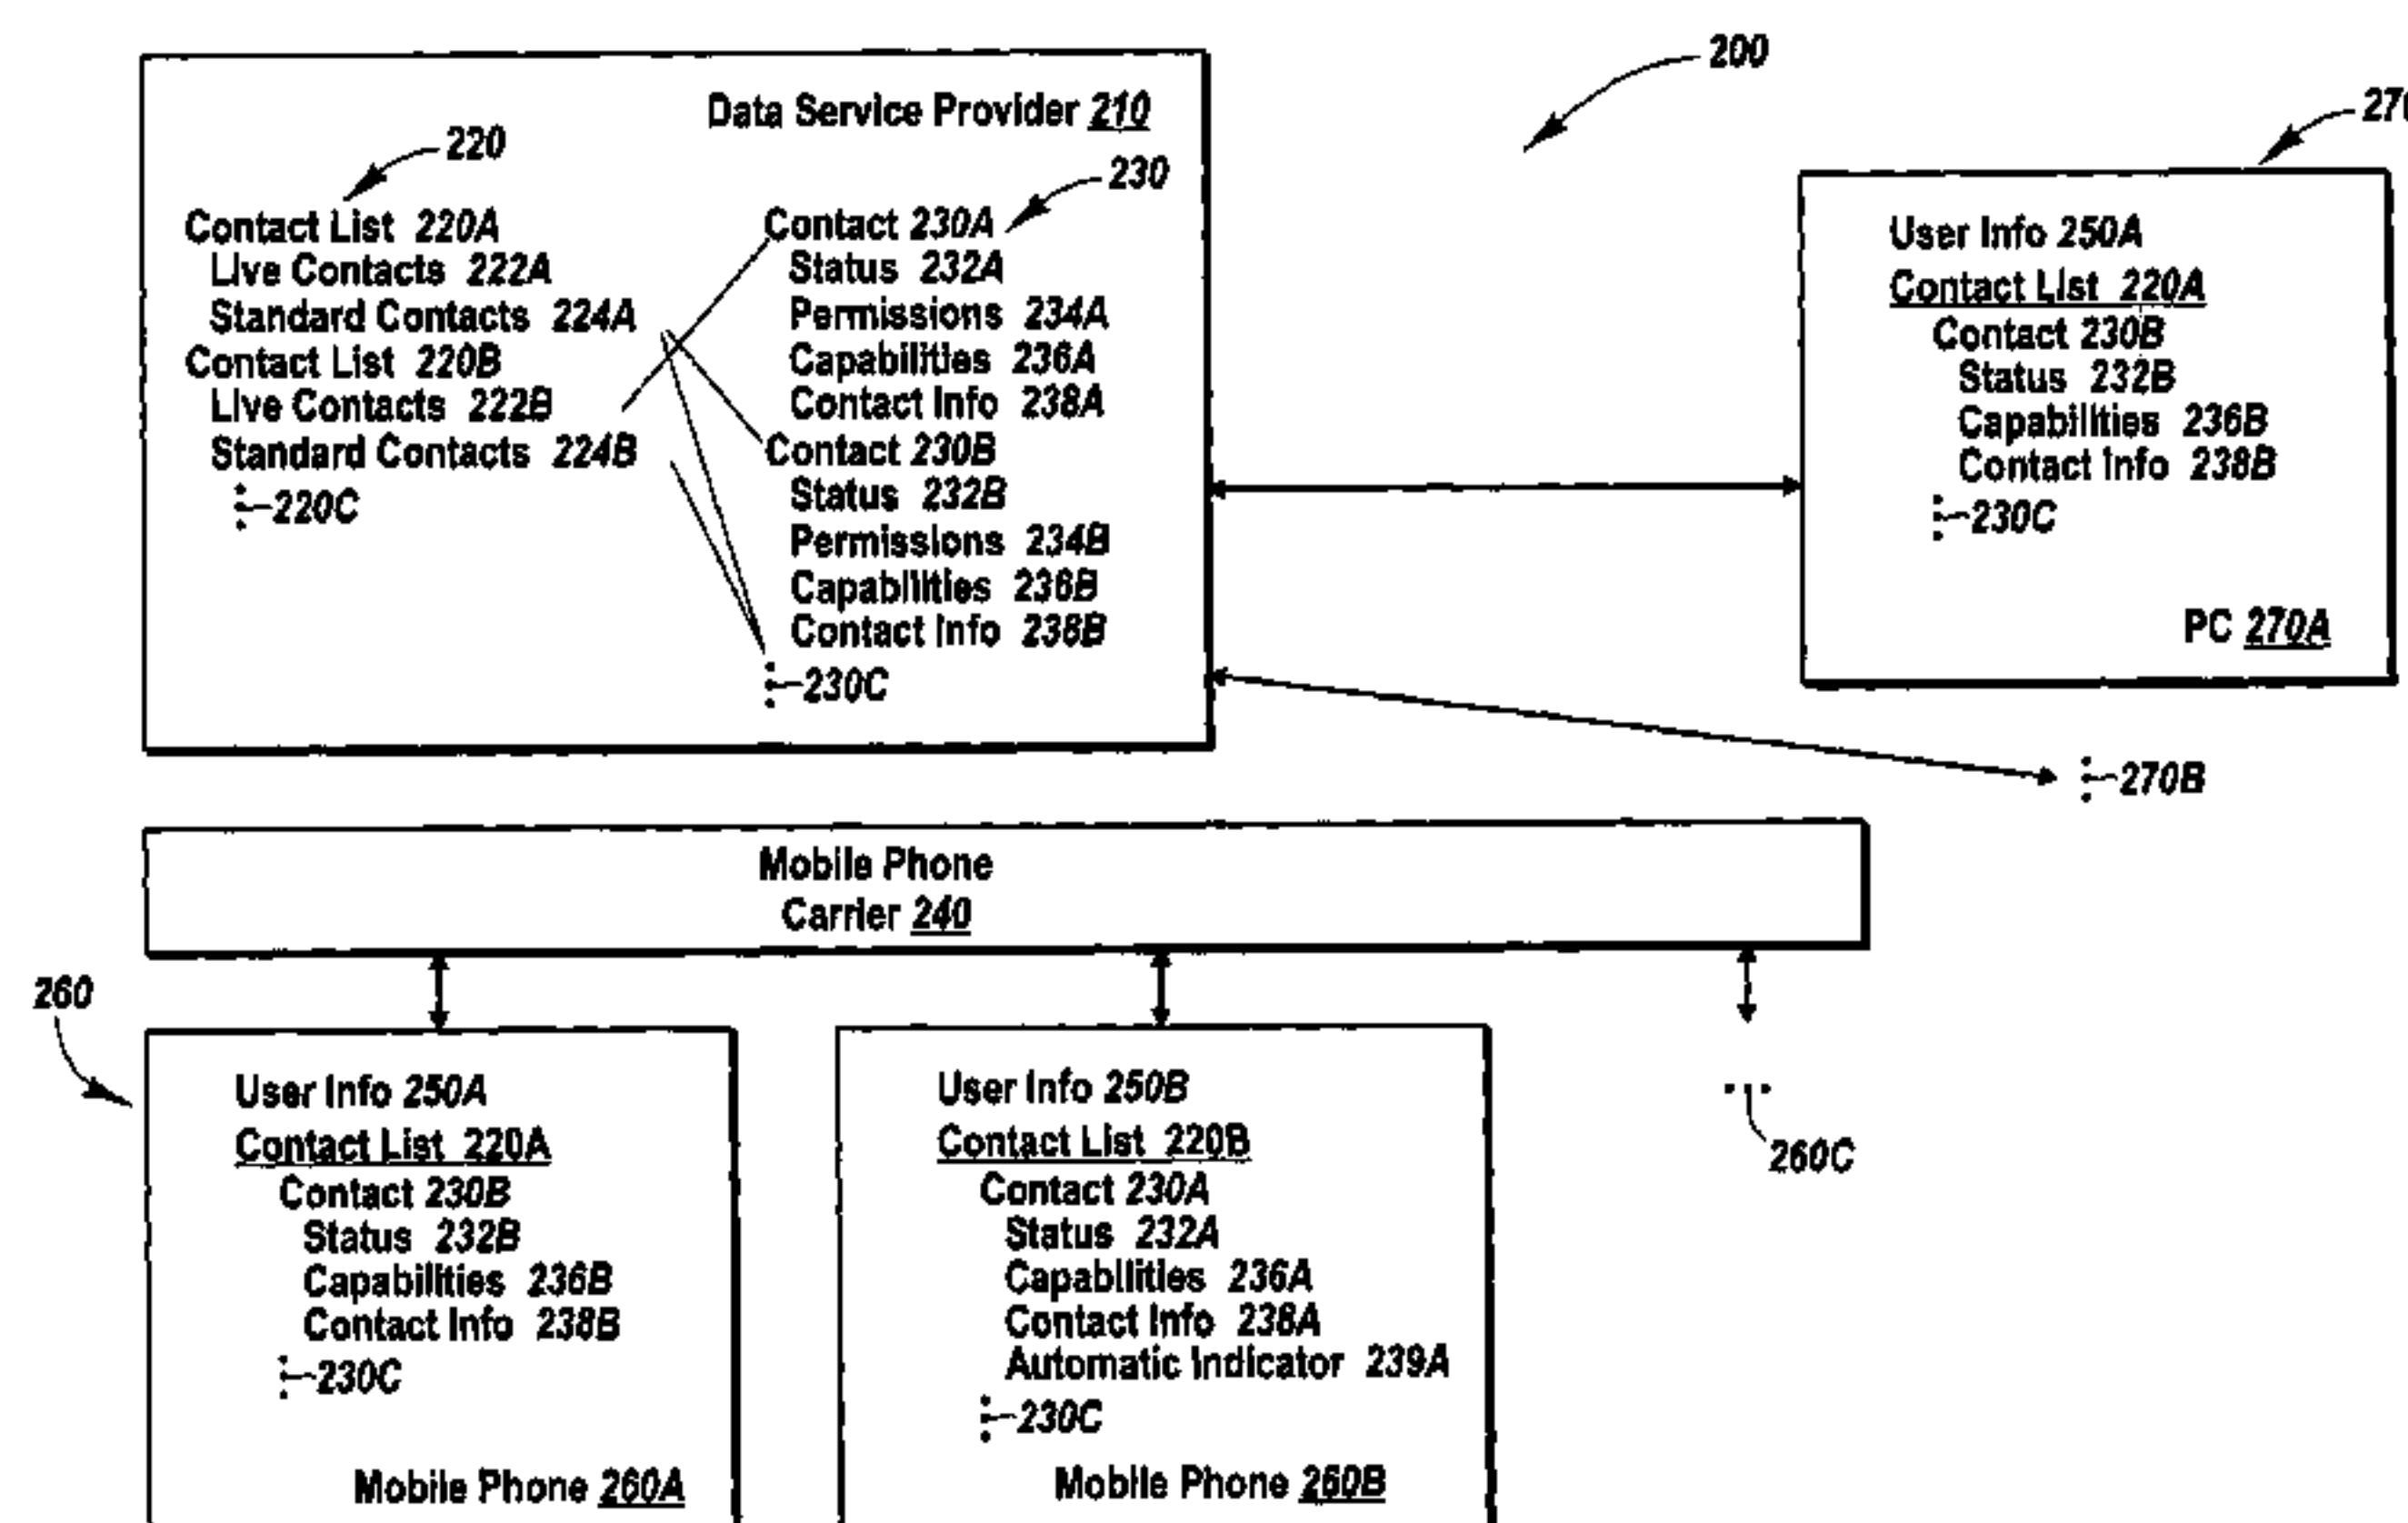 200
Data Service Provider 210
220
230
Contact List 220A
Live Contacts 222A
Standard Contacts 224A
Contact List 220B
Live Contacts 222B
Standard Contacts 224B
220C
Contact 230A
Status 232A
Permissions 234A
Capabilities 236A
Contact Info 238A
Contact 230B
Status 232B
Permissions 234B
Capabilities 236B
Contact Info 238B
230C
User Info 250A
Contact List 220A
Contact 230B
Status 232B
Capabilities 236B
Contact Info 238B
230C
PC 270A
270B
Mobile Phone
Carrier 240
260
User Info 250A
Contact List 220A
Contact 230B
Status 232B
Capabilities 236B
Contact Info 238B
230C
Mobile Phone 260A
User Info 250B
Contact List 220B
Contact 230A
Status 232A
Capabilities 236A
Contact Info 238A
Automatic Indicator 239A
230C
Mobile Phone 260B
260C